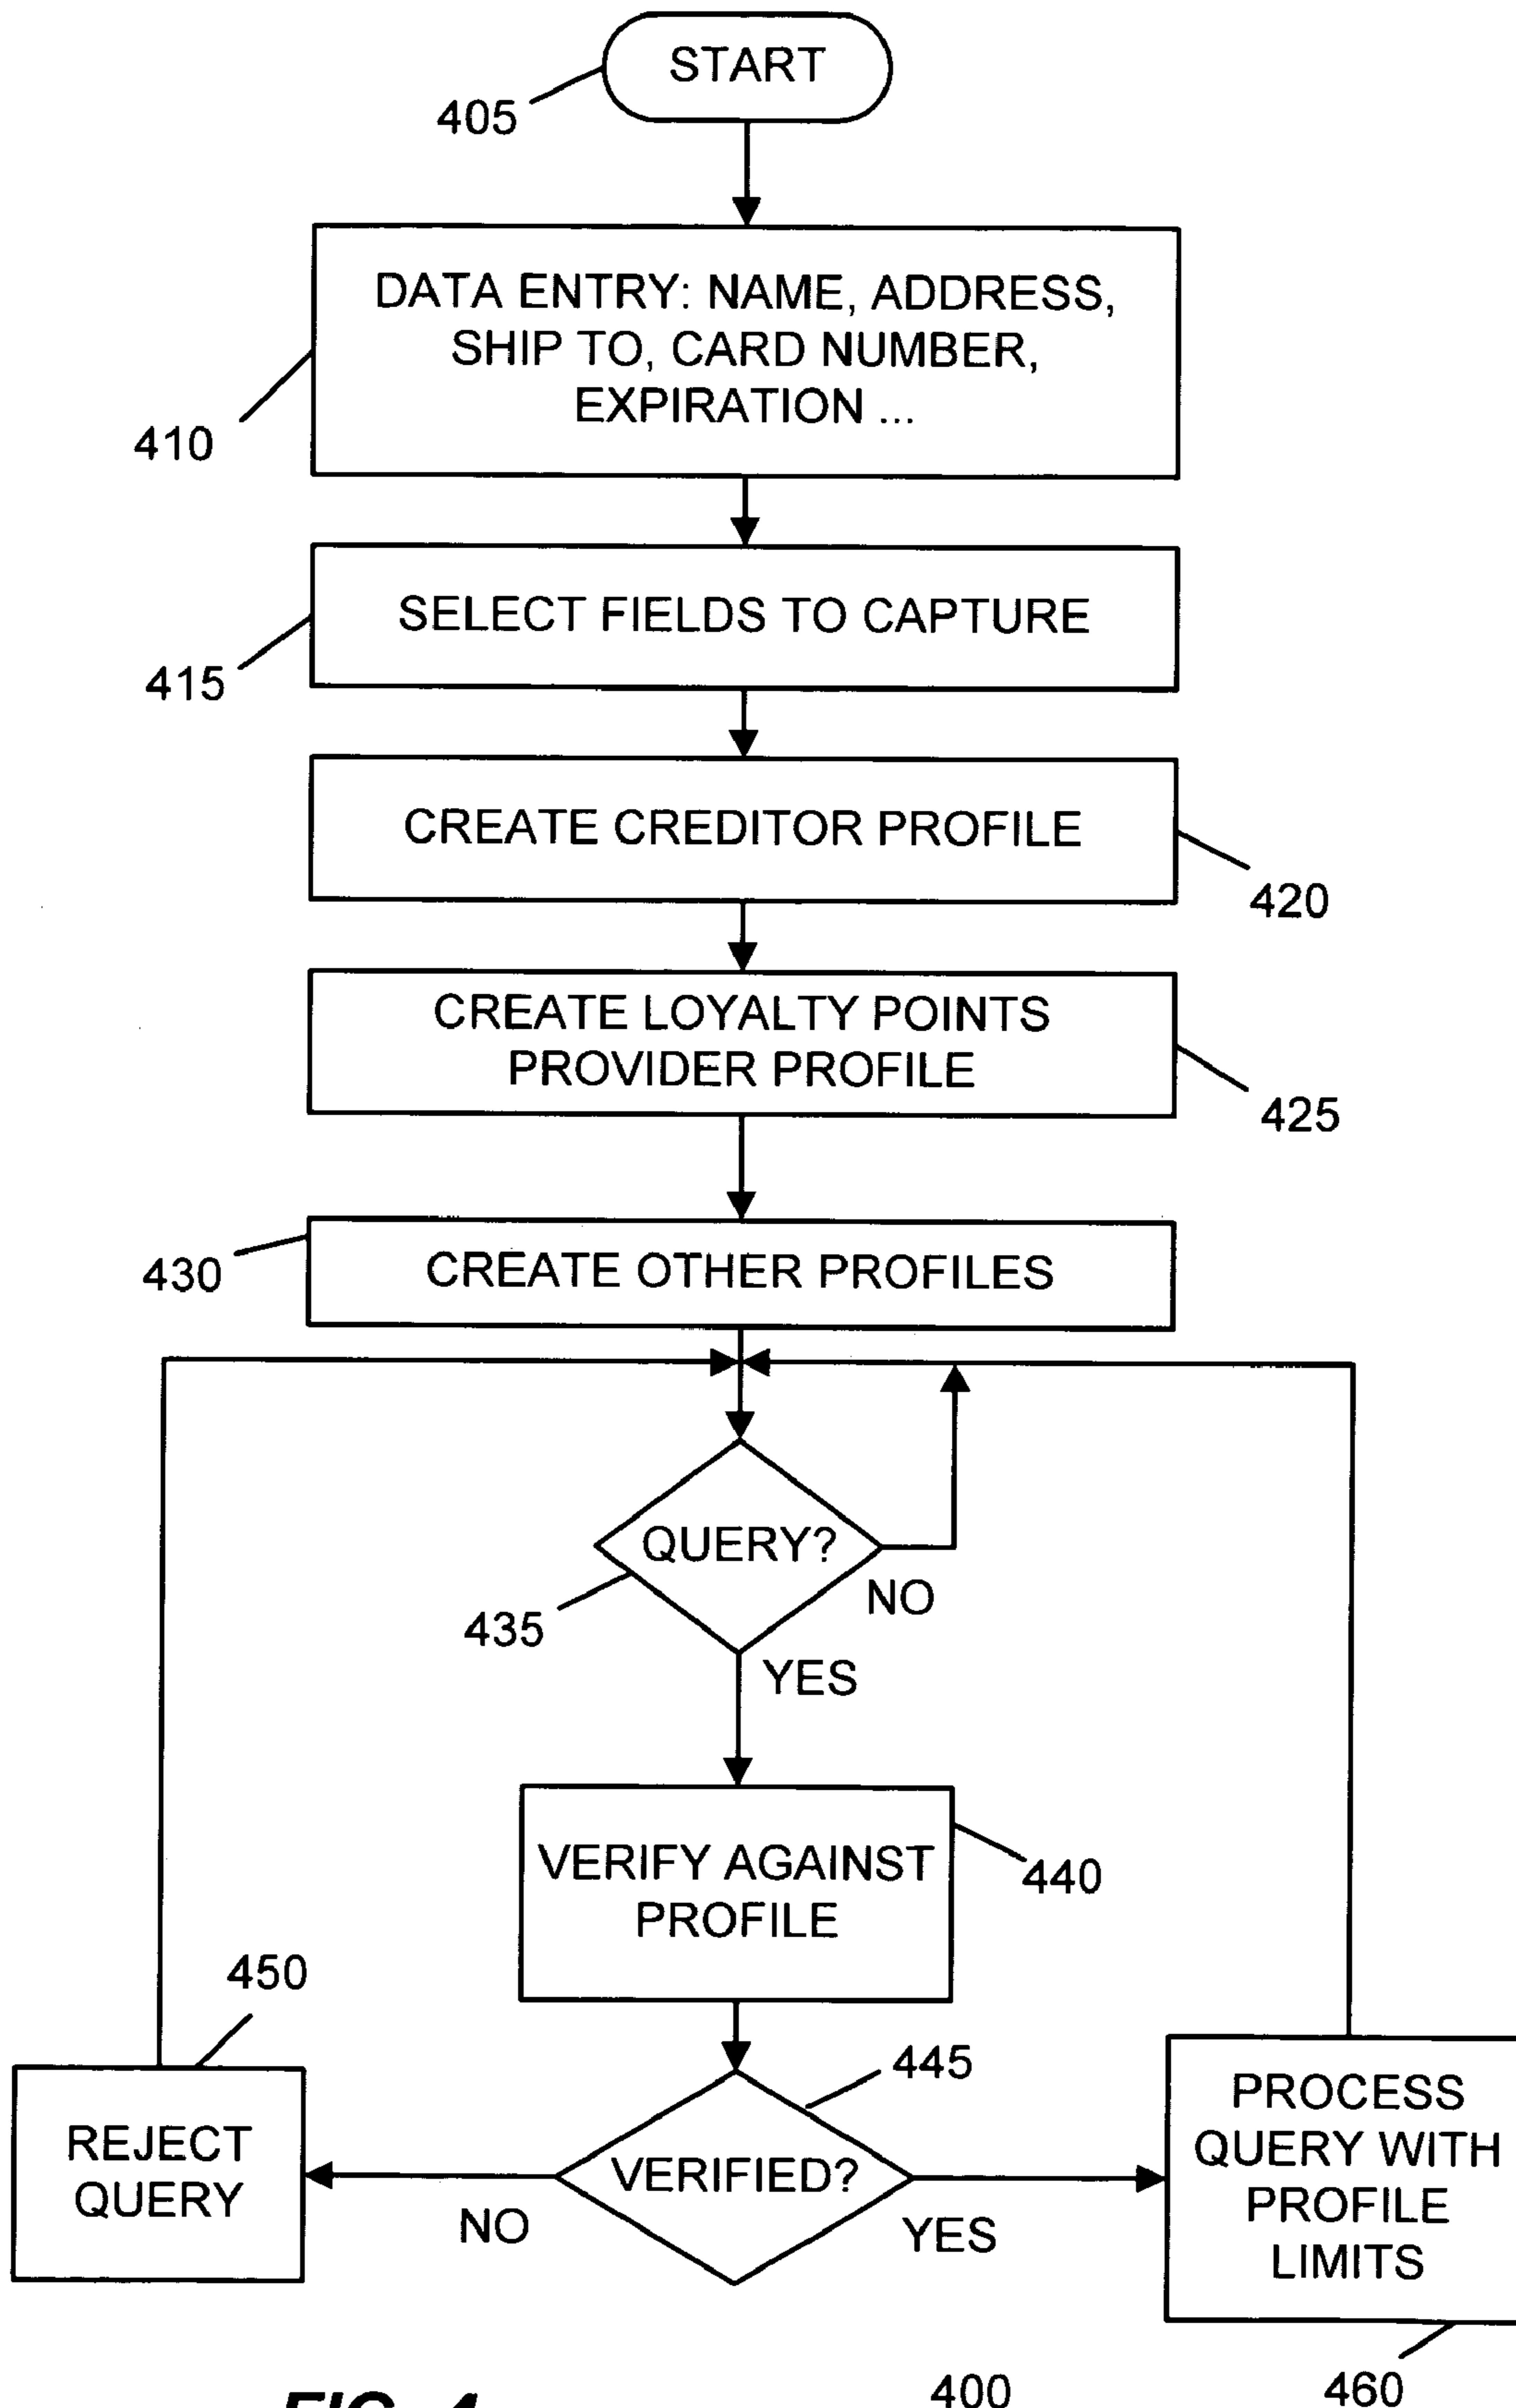 START
405
DATA ENTRY: NAME, ADDRESS,
SHIP TO, CARD NUMBER,
EXPIRATION ...
410
SELECT FIELDS TO CAPTURE
415
CREATE CREDITOR PROFILE
420
CREATE LOYALTY POINTS
PROVIDER PROFILE
425
430
CREATE OTHER PROFILES
QUERY?
NO
435
YES
VERIFY AGAINST
PROFILE
440
450
445
REJECT
QUERY
VERIFIED?
NO
YES
PROCESS
QUERY WITH
PROFILE
LIMITS
400
460
FIG. 4